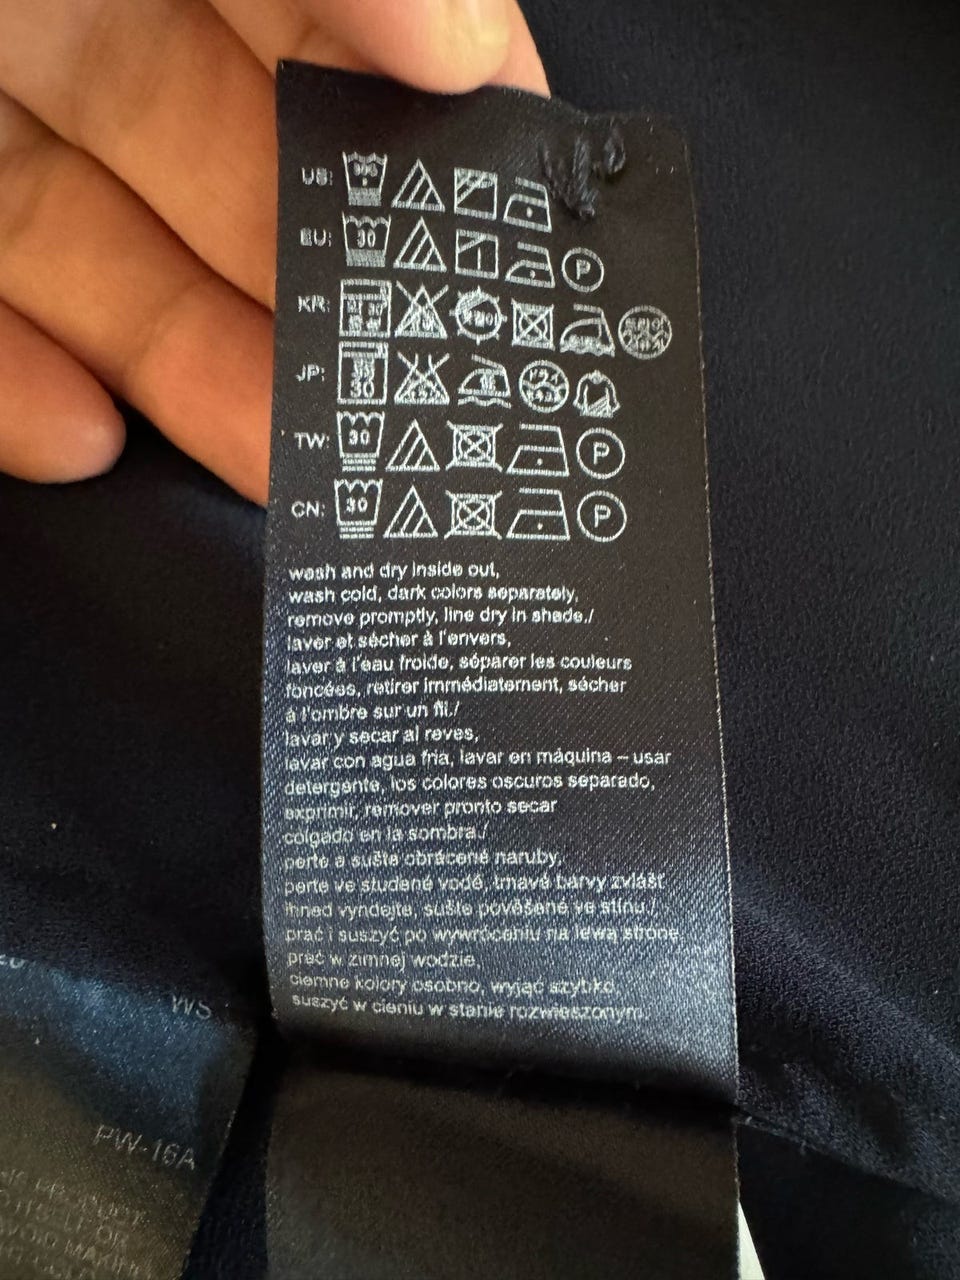 US:
EU: 30 P
KR:
JP: 30
TW: 30 P
CN: 30 P
wash and dry inside out,
wash cold, dark colors separately,
remove promptly, line dry in shade./
laver et sécher à l'envers,
laver à l'eau froide, séparer les couleurs
foncées, retirer immédiatement, sécher
à l'ombre sur un fil./
lavar y secar al reves,
lavar con agua fria, lavar en máquina – usar
detergente, los colores oscuros separado,
exprimir, remover pronto secar
colgado en la sombra./
perte a sušte obrácené naruby,
perte ve studené vodě, tmavé barvy zvlášť
ihned vyndejte, sušte pověšené ve stínu./
prać i suszyć po wywróceniu na lewą stronę,
prać w zimnej wodzie,
ciemne kolory osobno, wyjąć szybko,
suszyć w cieniu w stanie rozwieszonym.
WS
PW-16A
OR